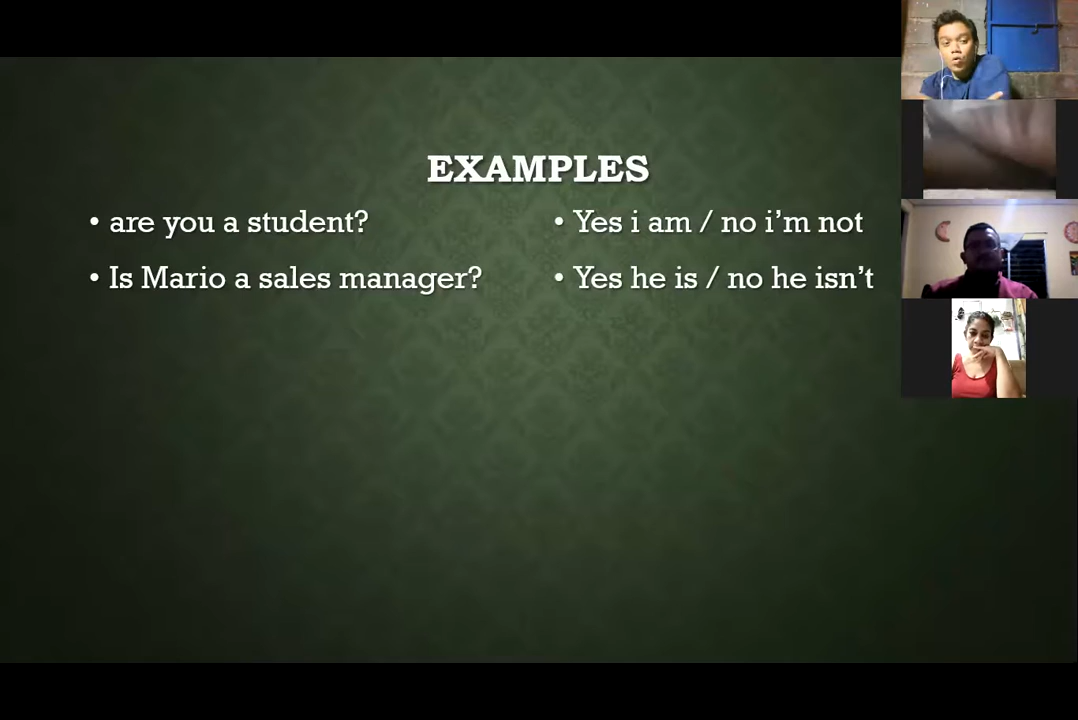 EXAMPLES
• are you a student?
• Yes i am / no i'm not
• Is Mario a sales manager?
• Yes he is / no he isn't